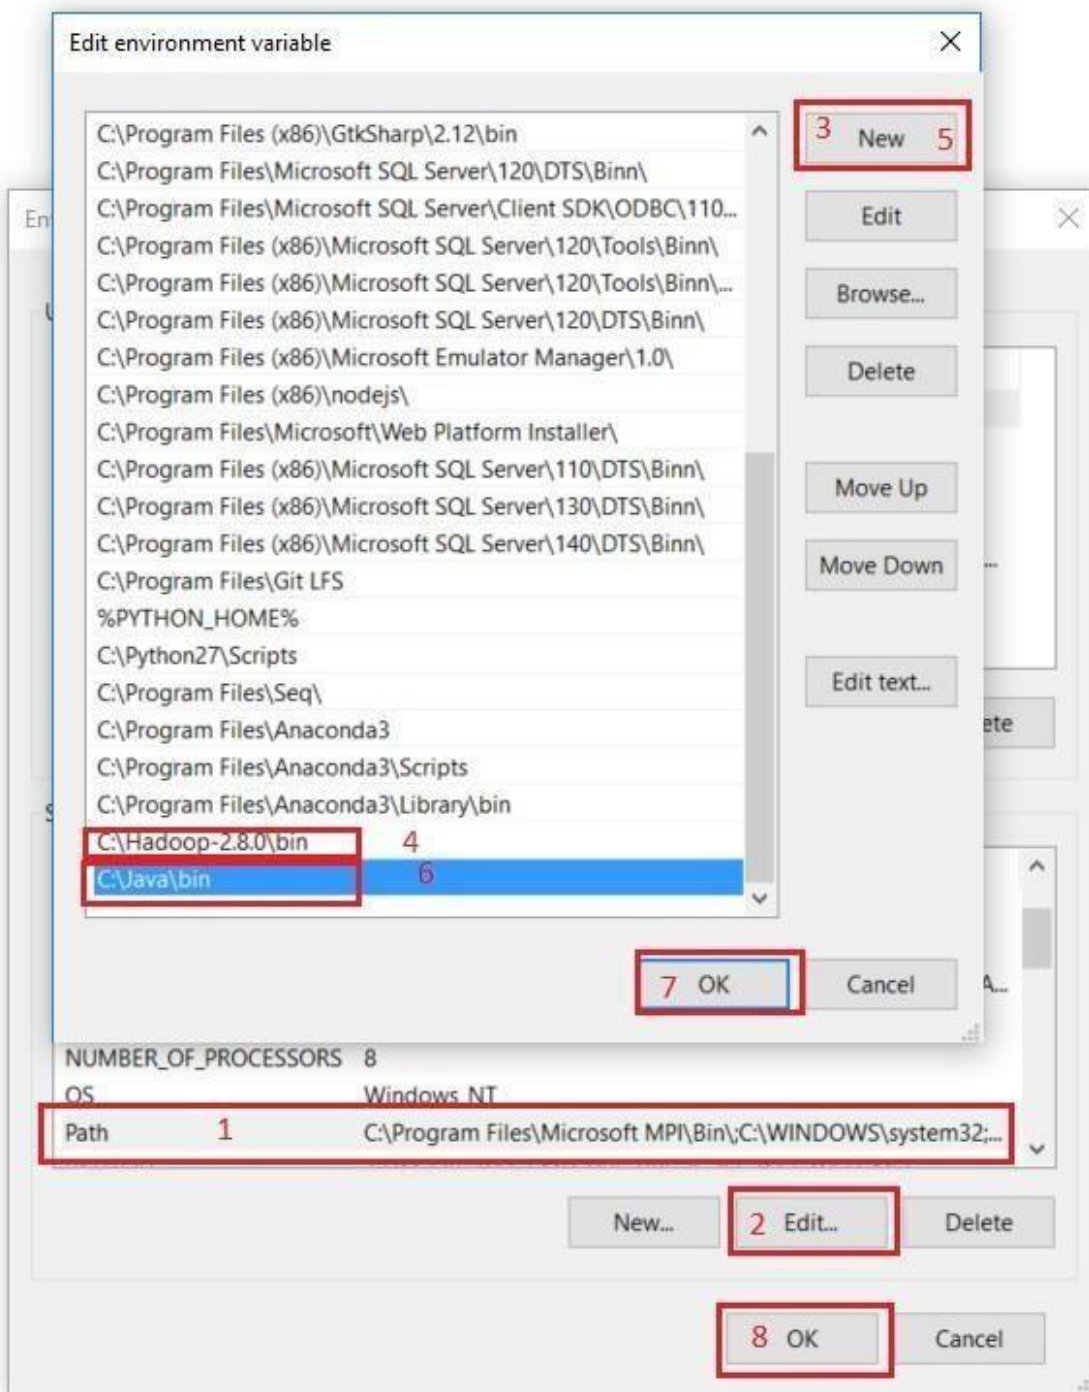 Edit environment variable
C:\Program Files (x86)\GtkSharp\2.12\bin
C:\Program Files\Microsoft SQL Server\120\DTS\Binn\
C:\Program Files\Microsoft SQL Server\Client SDK\ODBC\110...
C:\Program Files (x86)\Microsoft SQL Server\120\Tools\Binn\
C:\Program Files (x86)\Microsoft SQL Server\120\Tools\Binn\...
C:\Program Files (x86)\Microsoft SQL Server\120\DTS\Binn\
C:\Program Files (x86)\Microsoft Emulator Manager\1.0\
C:\Program Files (x86)\nodejs\
C:\Program Files\Microsoft\Web Platform Installer\
C:\Program Files (x86)\Microsoft SQL Server\110\DTS\Binn\
C:\Program Files (x86)\Microsoft SQL Server\130\DTS\Binn\
C:\Program Files (x86)\Microsoft SQL Server\140\DTS\Binn\
C:\Program Files\Git LFS
%PYTHON_HOME%
C:\Python27\Scripts
C:\Program Files\Seq\
C:\Program Files\Anaconda3
C:\Program Files\Anaconda3\Scripts
C:\Program Files\Anaconda3\Library\bin
C:\Hadoop-2.8.0\bin 4
C:\Java\bin 6
3 New 5
Edit
Browse...
Delete
Move Up
Move Down
Edit text...
7 OK
Cancel
En
U
...
ete
S
A...
NUMBER_OF_PROCESSORS 8
OS Windows_NT
Path 1 C:\Program Files\Microsoft MPI\Bin\;C:\WINDOWS\system32;...
New...
2 Edit...
Delete
8 OK
Cancel